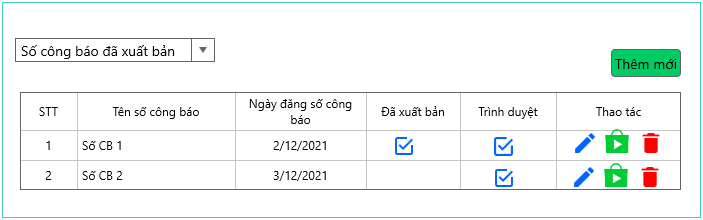 Số công báo đã xuất bản
Thêm mới
STT Tên số công báo Ngày đăng số công báo Đã xuất bản Trình duyệt Thao tác
1 Số CB 1 2/12/2021
2 Số CB 2 3/12/2021